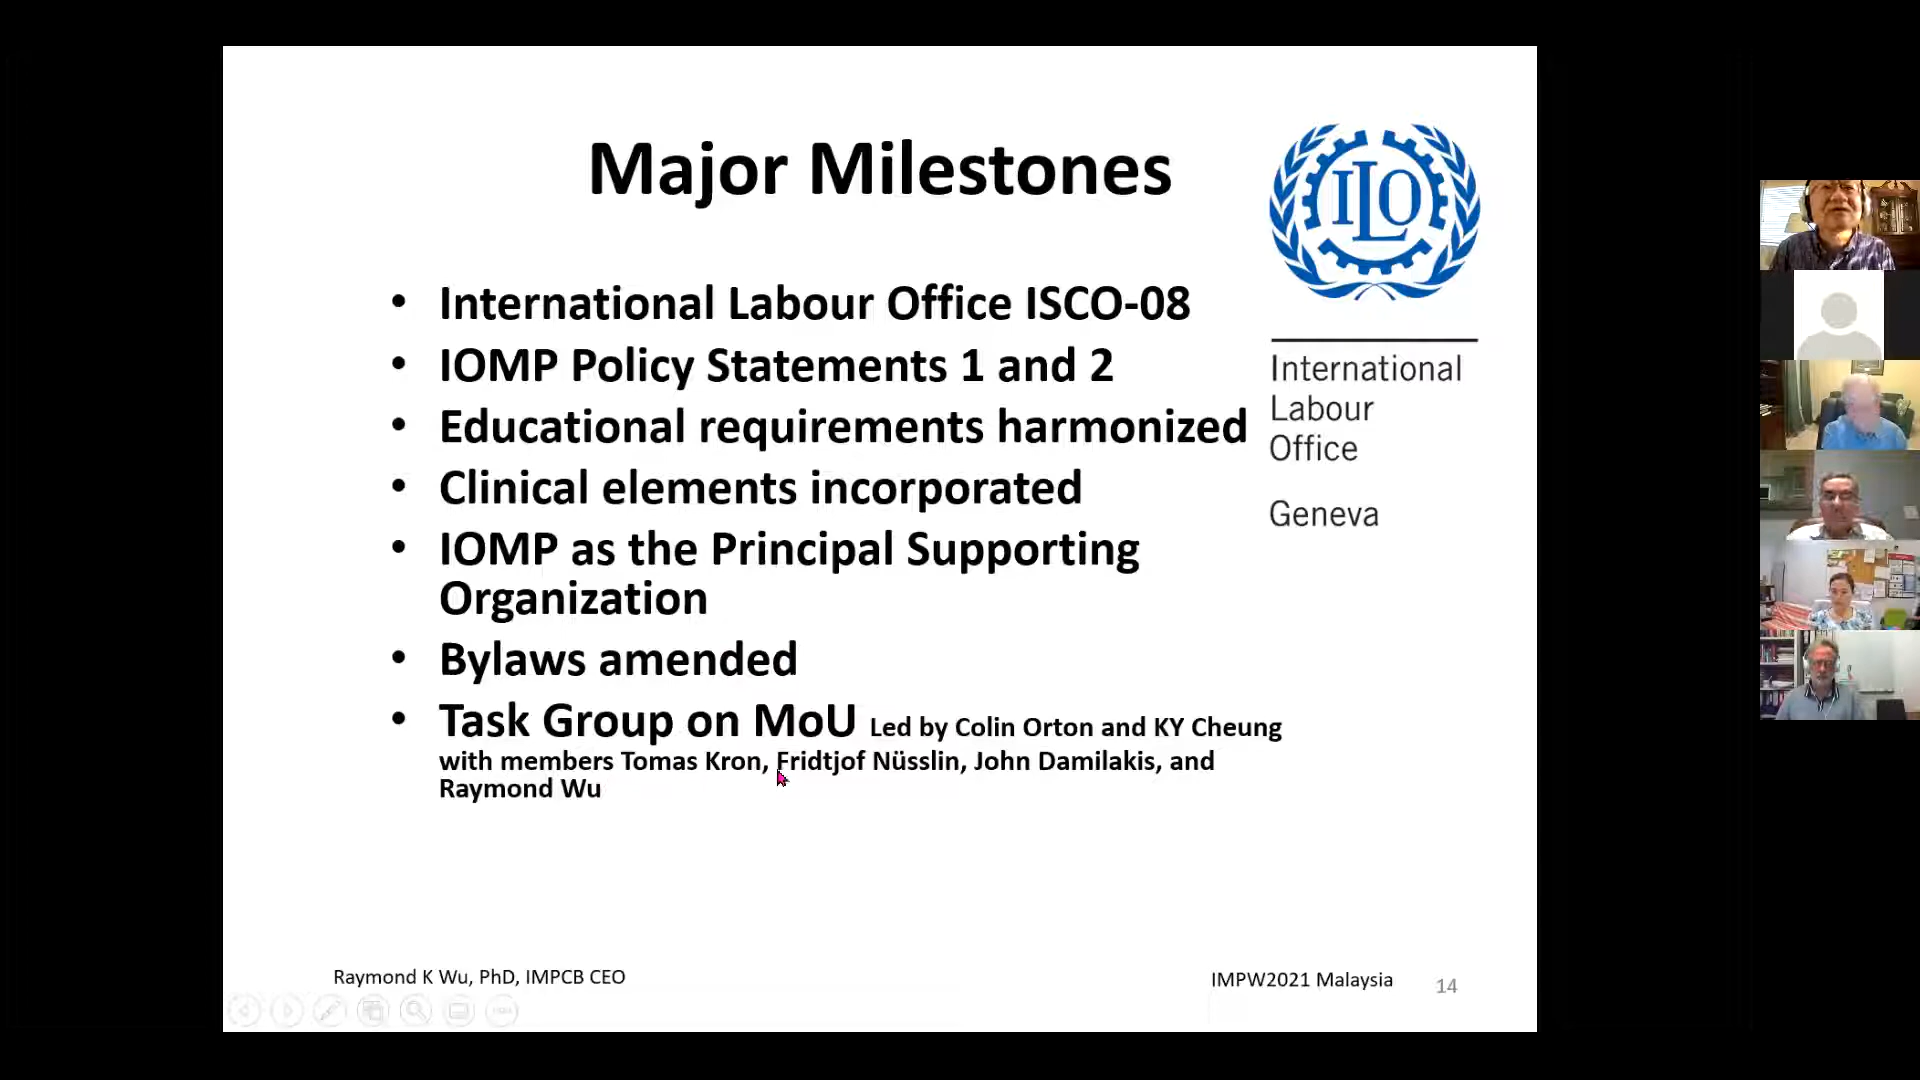 Major Milestones
ILO
International
Labour
Office
Geneva
• International Labour Office ISCO-08
• IOMP Policy Statements 1 and 2
• Educational requirements harmonized
• Clinical elements incorporated
• IOMP as the Principal Supporting
Organization
• Bylaws amended
• Task Group on MoU Led by Colin Orton and KY Cheung
with members Tomas Kron, Fridtjof Nüsslin, John Damilakis, and
Raymond Wu
Raymond K Wu, PhD, IMPCB CEO
IMPW2021 Malaysia
14